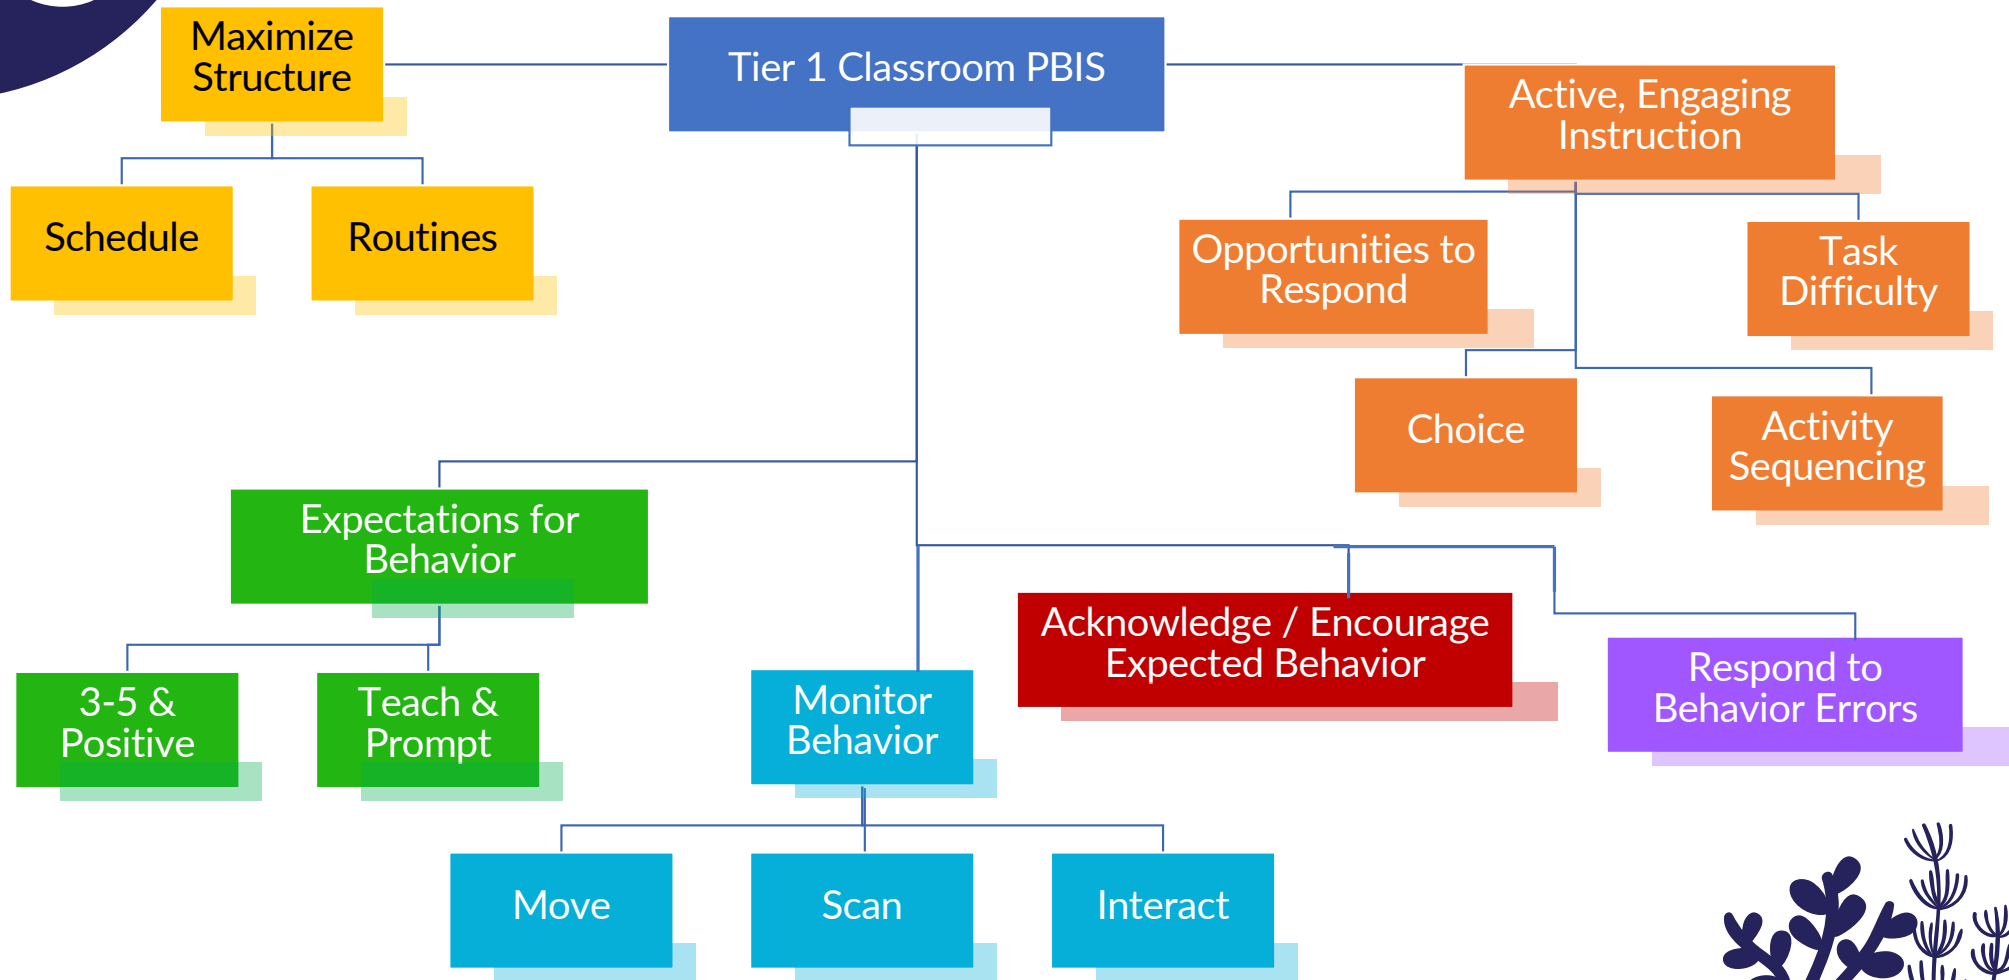 Maximize
Structure
Tier 1 Classroom PBIS
Active, Engaging
Instruction
Schedule
Routines
Opportunities to
Respond
Task
Difficulty
Choice
Activity
Sequencing
Expectations for
Behavior
Acknowledge / Encourage
Expected Behavior
Respond to
Behavior Errors
3-5 &
Positive
Teach &
Prompt
Monitor
Behavior
Move
Scan
Interact